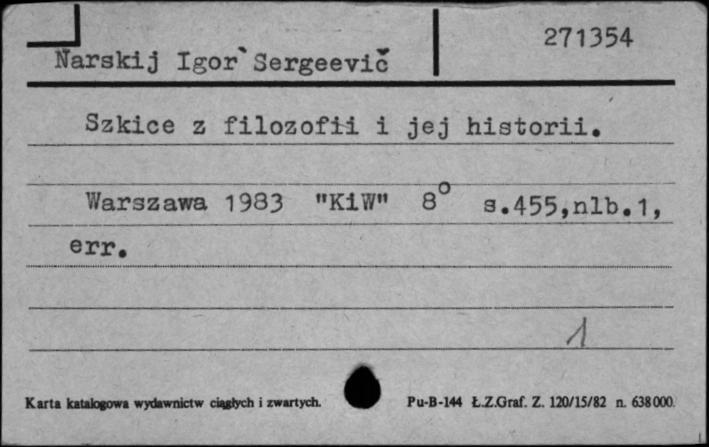 271354
Narskij Igor` Sergeevič
Szkice z filozofii i jej historii.
Warszawa 1983 "KiW" 8° s.455,nlb.1,
err.
1
Karta katalogowa wydawnictw ciągłych i zwartych. Pu-B-144 Ł.Z.Graf. Z. 120/15/82 n. 638000.